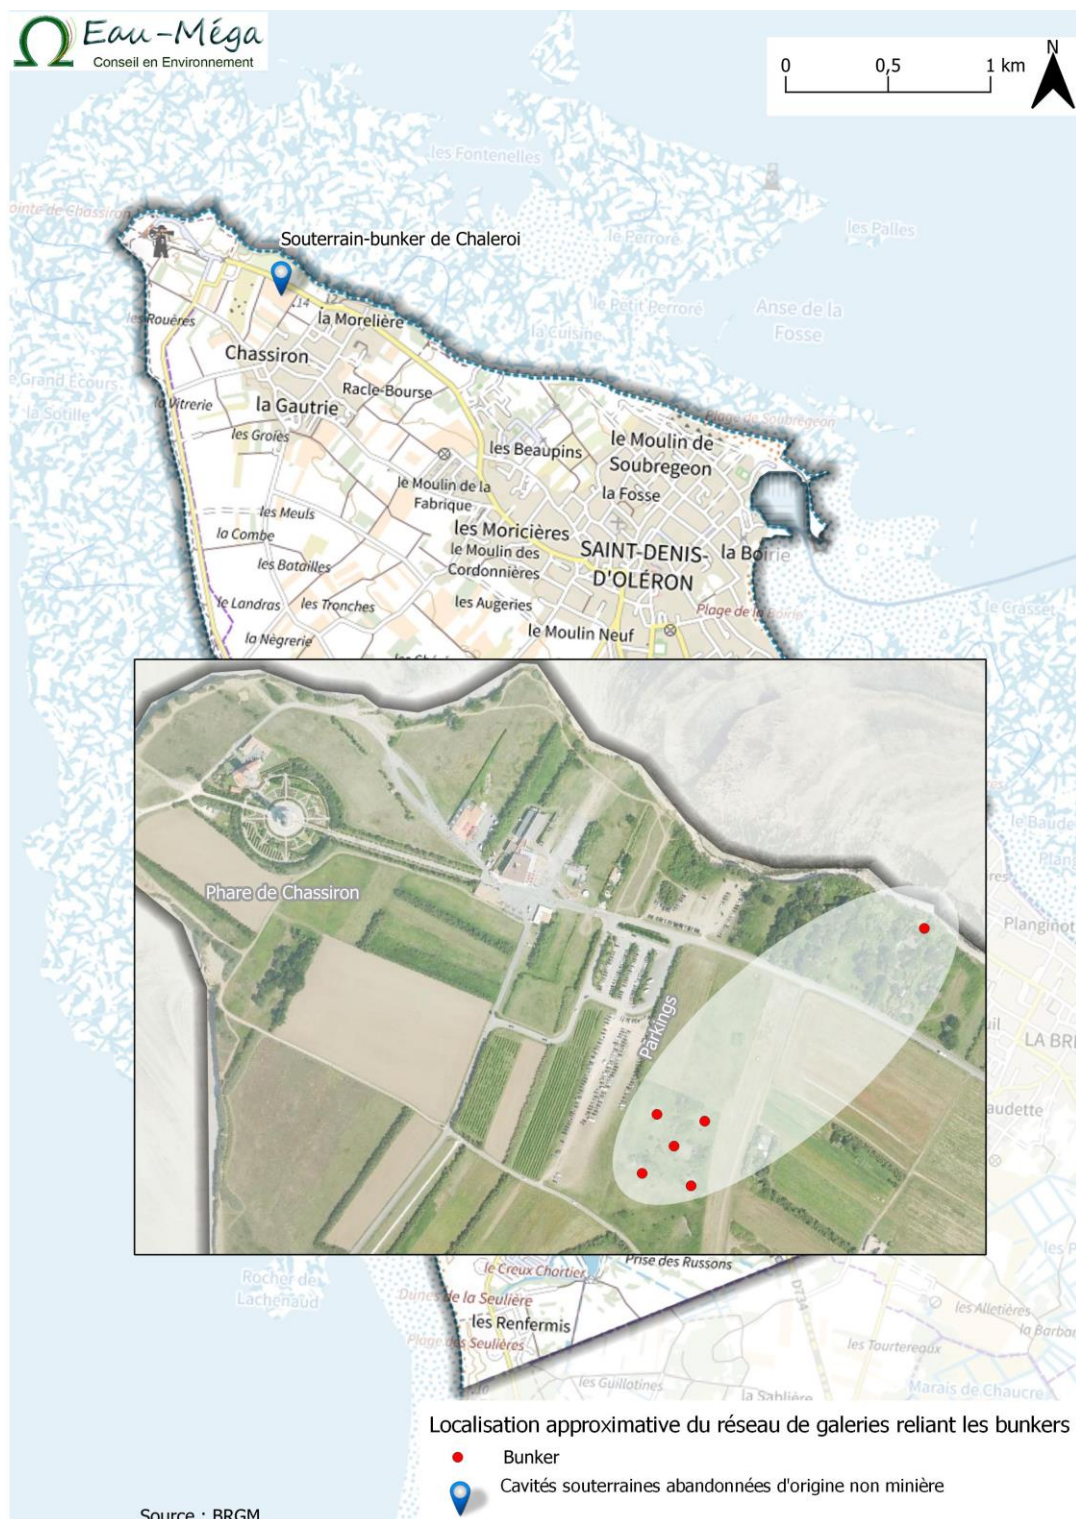 Eau-Méga
Conseil en Environnement
N
0 0,5 1 km
les Fontenelles
Pointe de Chassiron
les Palles
Souterrain-bunker de Chaleroi
le Perroré
le Petit Perroré
Anse de la
Fosse
14
12
la Morelière
les Rouères
la Cuisine
Chassiron
Racle-Bourse
le Grand Ecours
la Sotille
la Vitrerie
la Gautrie
Plage de Soubregeon
les Groies
les Beaupins
le Moulin de
Soubregeon
le Moulin de la
Fabrique
la Fosse
les Meuls
la Combe
les Moricières
le Moulin des
Cordonnières
SAINT-DENIS-
D'OLÉRON
la Boirie
les Batailles
le Landras
les Tronches
les Augeries
Plage de la Boirie
le Crasset
la Nègrerie
le Moulin Neuf
Phare de Chassiron
Parkings
Planginot
LA BRE
audette
le Creux Chortier
Prise des Russons
Rocher de
Lachenaud
Dunes de la Seulière
les Renfermis
D734
les Alletières
Plage des Seulières
la Barbar
les Tourtereaux
les Guillotines
la Sablière
Marais de Chaucre
Localisation approximative du réseau de galeries reliant les bunkers
Bunker
Cavités souterraines abandonnées d'origine non minière
Source : BRGM